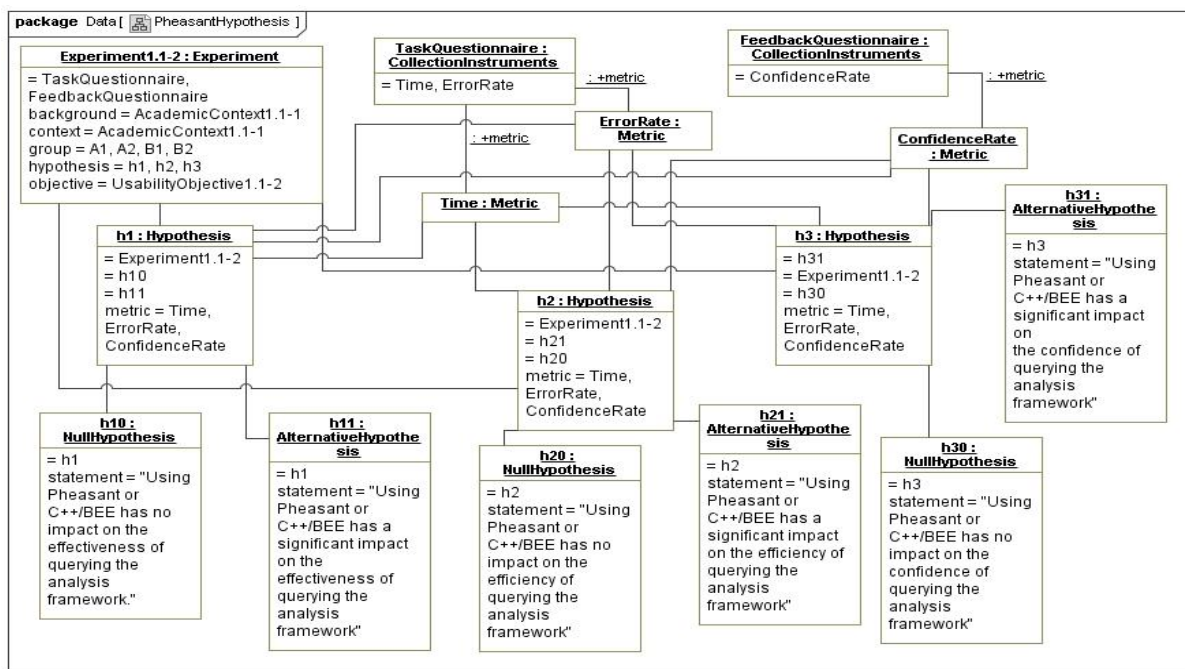 package Data [ PheasantHypothesis ]
Experiment1.1-2 : Experiment
= TaskQuestionnaire,
FeedbackQuestionnaire
background = AcademicContext1.1-1
context = AcademicContext1.1-1
group = A1, A2, B1, B2
hypothesis = h1, h2, h3
objective = UsabilityObjective1.1-2
TaskQuestionnaire :
CollectionInstruments
= Time, ErrorRate
FeedbackQuestionnaire :
CollectionInstruments
= ConfidenceRate
: +metric
: +metric
: +metric
ErrorRate :
Metric
ConfidenceRate
: Metric
Time : Metric
h1 : Hypothesis
= Experiment1.1-2
= h10
= h11
metric = Time,
ErrorRate,
ConfidenceRate
h2 : Hypothesis
= Experiment1.1-2
= h21
= h20
metric = Time,
ErrorRate,
ConfidenceRate
h3 : Hypothesis
= h31
= Experiment1.1-2
= h30
metric = Time,
ErrorRate,
ConfidenceRate
h31 :
AlternativeHypothe
sis
= h3
statement = "Using
Pheasant or
C++/BEE has a
significant impact
on
the confidence of
querying the
analysis
framework"
h10 :
NullHypothesis
= h1
statement = "Using
Pheasant or
C++/BEE has no
impact on the
effectiveness of
querying the
analysis
framework."
h11 :
AlternativeHypothe
sis
= h1
statement = "Using
Pheasant or
C++/BEE has a
significant impact
on the
effectiveness of
querying the
analysis
framework"
h20 :
NullHypothesis
= h2
statement = "Using
Pheasant or
C++/BEE has no
impact on the
efficiency of
querying the
analysis
framework"
h21 :
AlternativeHypothe
sis
= h2
statement = "Using
Pheasant or
C++/BEE has a
significant impact
on the efficiency of
querying the
analysis
framework"
h30 :
NullHypothesis
= h3
statement = "Using
Pheasant or
C++/BEE has no
impact on the
confidence of
querying the
analysis
framework"